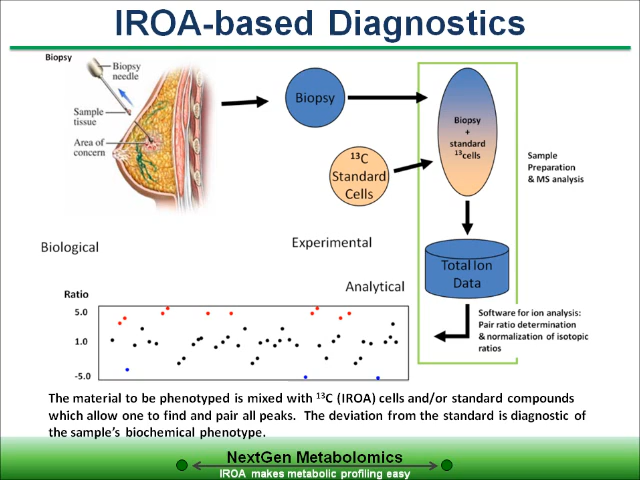 IROA-based Diagnostics
Biopsy
Biopsy
needle
Sample
tissue
Area of
concern
Biopsy
13C
Standard
Cells
Biopsy
+
standard
13cells
Sample
Preparation
& MS analysis
Biological
Experimental
Analytical
Total Ion
Data
Software for ion analysis:
Pair ratio determination
& normalization of isotopic
ratios
Ratio
5.0
1.0
-5.0
The material to be phenotyped is mixed with 13C (IROA) cells and/or standard compounds
which allow one to find and pair all peaks.  The deviation from the standard is diagnostic of
the sample's biochemical phenotype.
NextGen Metabolomics
IROA makes metabolic profiling easy